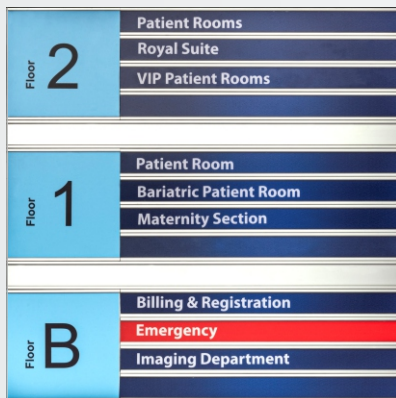 Floor 2
Patient Rooms
Royal Suite
VIP Patient Rooms
Floor 1
Patient Room
Bariatric Patient Room
Maternity Section
Floor B
Billing & Registration
Emergency
Imaging Department